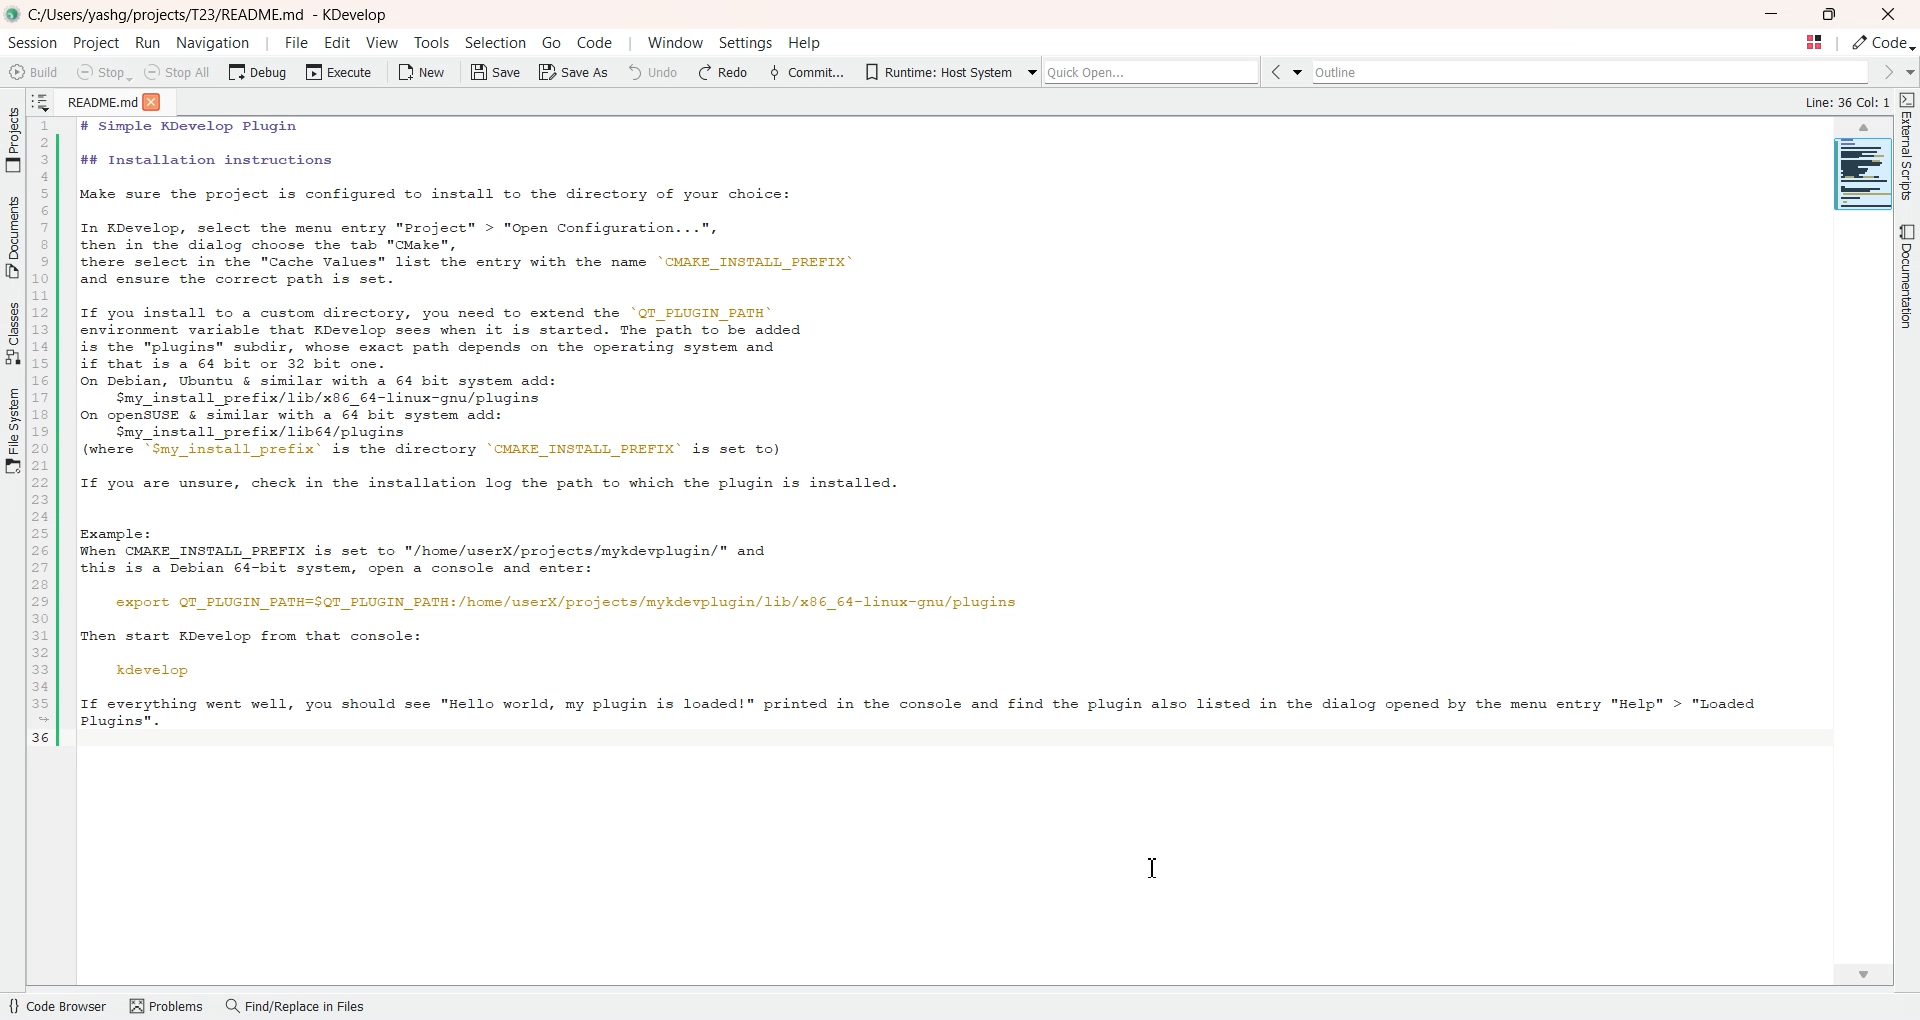 C:/Users/yashg/projects/T23/README.md - KDevelop
Session Project Run Navigation | File Edit View Tools Selection Go Code | Window Settings Help
Code
Build Stop Stop All Debug Execute New Save Save As Undo Redo Commit... Runtime: Host System Quick Open... Outline
README.md
Line: 36 Col: 1
Projects
Documents
Classes
File System
External Scripts
Documentation
1 # Simple KDevelop Plugin
2
3 ## Installation instructions
4
5 Make sure the project is configured to install to the directory of your choice:
6
7 In KDevelop, select the menu entry "Project" > "Open Configuration...",
8 then in the dialog choose the tab "CMake",
9 there select in the "Cache Values" list the entry with the name `CMAKE_INSTALL_PREFIX`
10 and ensure the correct path is set.
11
12 If you install to a custom directory, you need to extend the `QT_PLUGIN_PATH`
13 environment variable that KDevelop sees when it is started. The path to be added
14 is the "plugins" subdir, whose exact path depends on the operating system and
15 if that is a 64 bit or 32 bit one.
16 On Debian, Ubuntu & similar with a 64 bit system add:
17 $my_install_prefix/lib/x86_64-linux-gnu/plugins
18 On openSUSE & similar with a 64 bit system add:
19 $my_install_prefix/lib64/plugins
20 (where `$my_install_prefix` is the directory `CMAKE_INSTALL_PREFIX` is set to)
21
22 If you are unsure, check in the installation log the path to which the plugin is installed.
23
24
25 Example:
26 When CMAKE_INSTALL_PREFIX is set to "/home/userX/projects/mykdevplugin/" and
27 this is a Debian 64-bit system, open a console and enter:
28
29 export QT_PLUGIN_PATH=$QT_PLUGIN_PATH:/home/userX/projects/mykdevplugin/lib/x86_64-linux-gnu/plugins
30
31 Then start KDevelop from that console:
32
33 kdevelop
34
35 If everything went well, you should see "Hello world, my plugin is loaded!" printed in the console and find the plugin also listed in the dialog opened by the menu entry "Help" > "Loaded
Plugins".
36
Code Browser Problems Find/Replace in Files